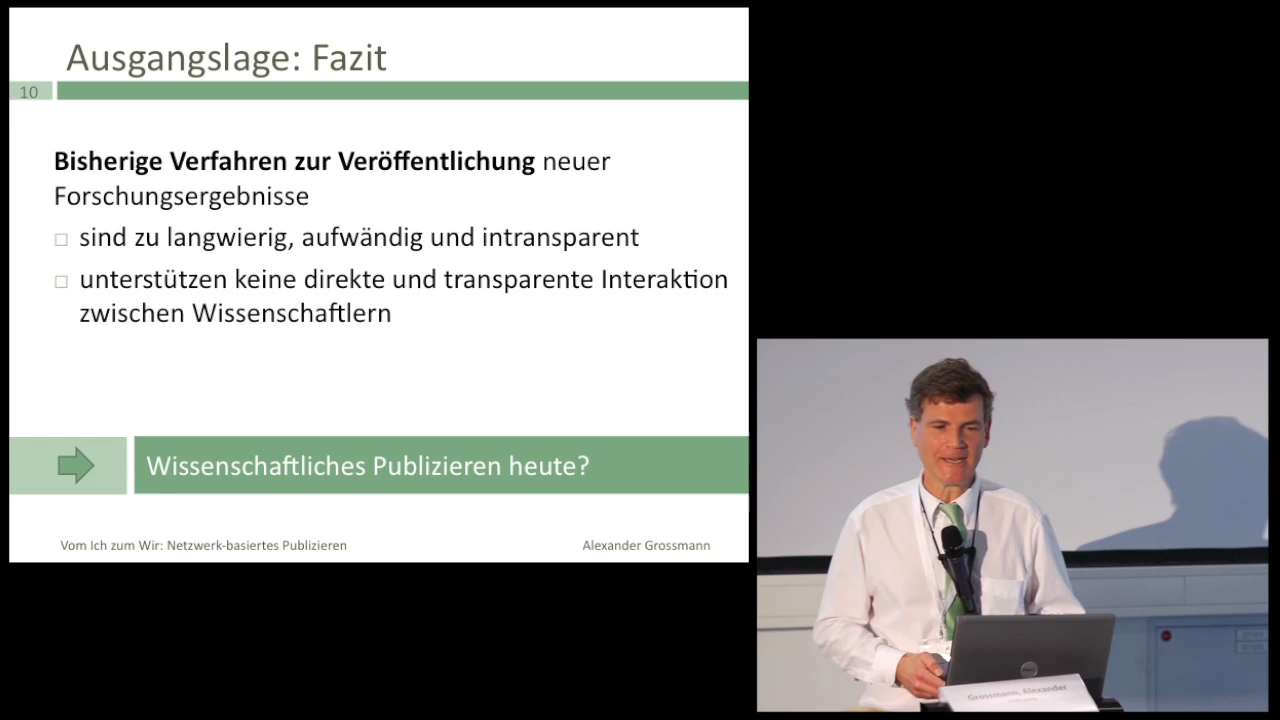 Ausgangslage: Fazit
10
Bisherige Verfahren zur Veröffentlichung neuer
Forschungsergebnisse
sind zu langwierig, aufwändig und intransparent
unterstützen keine direkte und transparente Interaktion
zwischen Wissenschaftlern
Wissenschaftliches Publizieren heute?
Vom Ich zum Wir: Netzwerk-basiertes Publizieren
Alexander Grossmann
DELL
Grossmann, Alexander